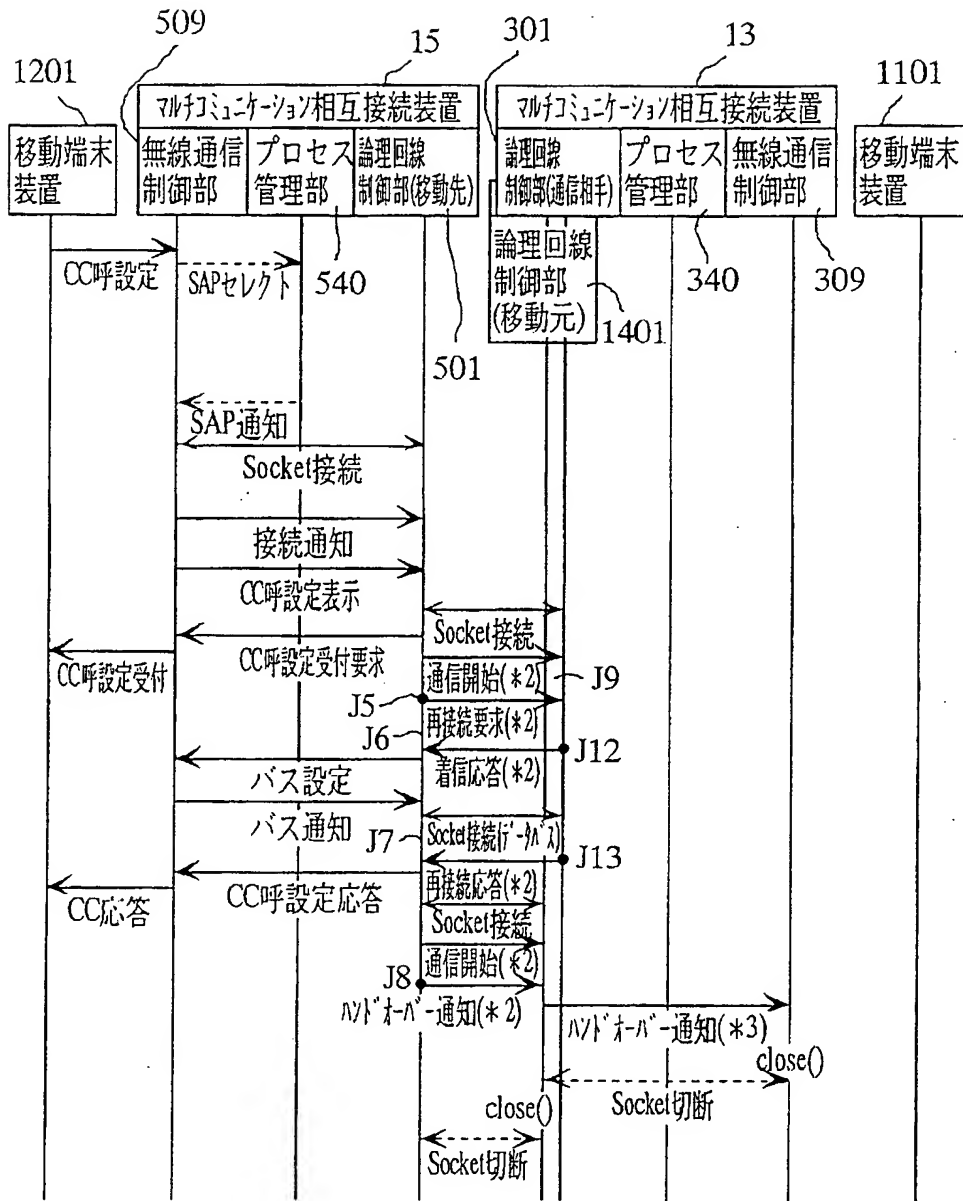 509
15
301
13
1201
1101
マルチコミュニケーション相互接続装置
マルチコミュニケーション相互接続装置
移動端末
装置
無線通信
制御部
プロセス
管理部
論理回線
制御部(移動先)
論理回線
制御部(通信相手)
プロセス
管理部
無線通信
制御部
移動端末
装置
論理回線
制御部
(移動元)
CC呼設定
SAPセレクト
540
501
1401
340
309
SAP通知
Socket接続
接続通知
CC呼設定表示
Socket接続
CC呼設定受付要求
CC呼設定受付
通信開始(*2)
J9
J5
再接続要求(*2)
J6
J12
着信応答(*2)
バス設定
バス通知
J7
Socket接続(データバス)
J13
再接続応答(*2)
CC呼設定応答
CC応答
Socket接続
通信開始(*2)
J8
ハンドオーバー通知(*2)
ハンドオーバー通知(*3)
close()
Socket切断
close()
Socket切断